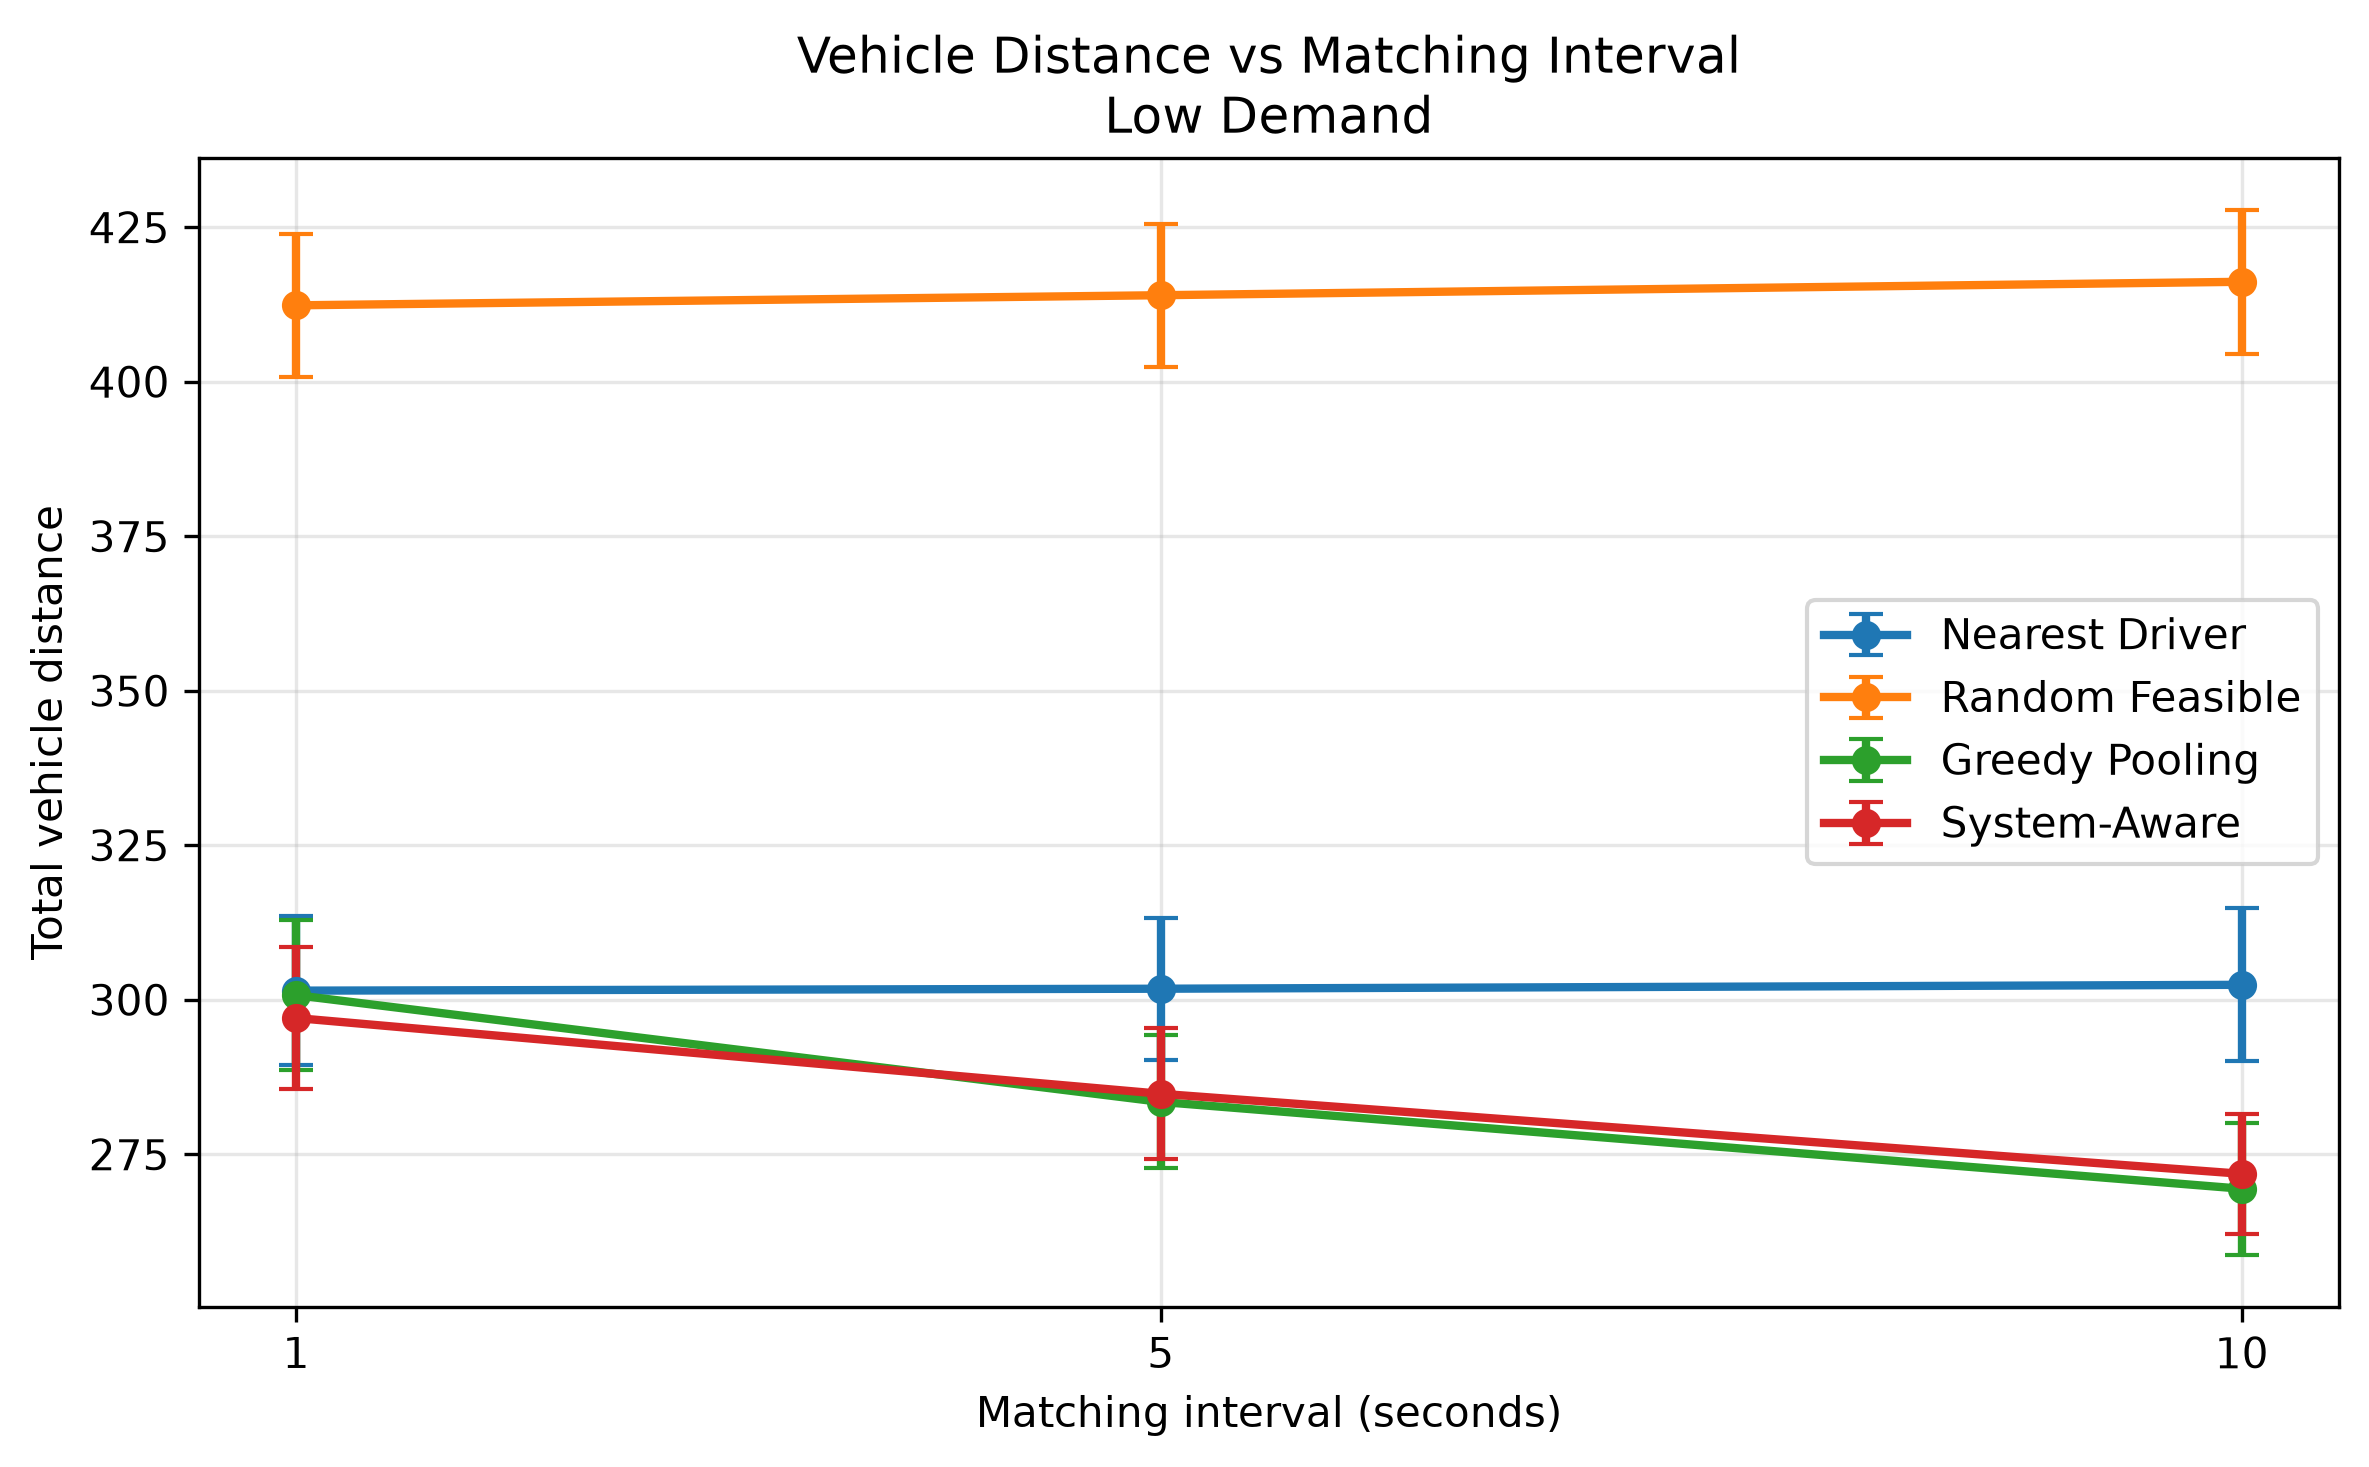 Vehicle Distance vs Matching Interval
Low Demand
Total vehicle distance
425
400
375
350
325
300
275
Nearest Driver
Random Feasible
Greedy Pooling
System-Aware
1 5 10
Matching interval (seconds)